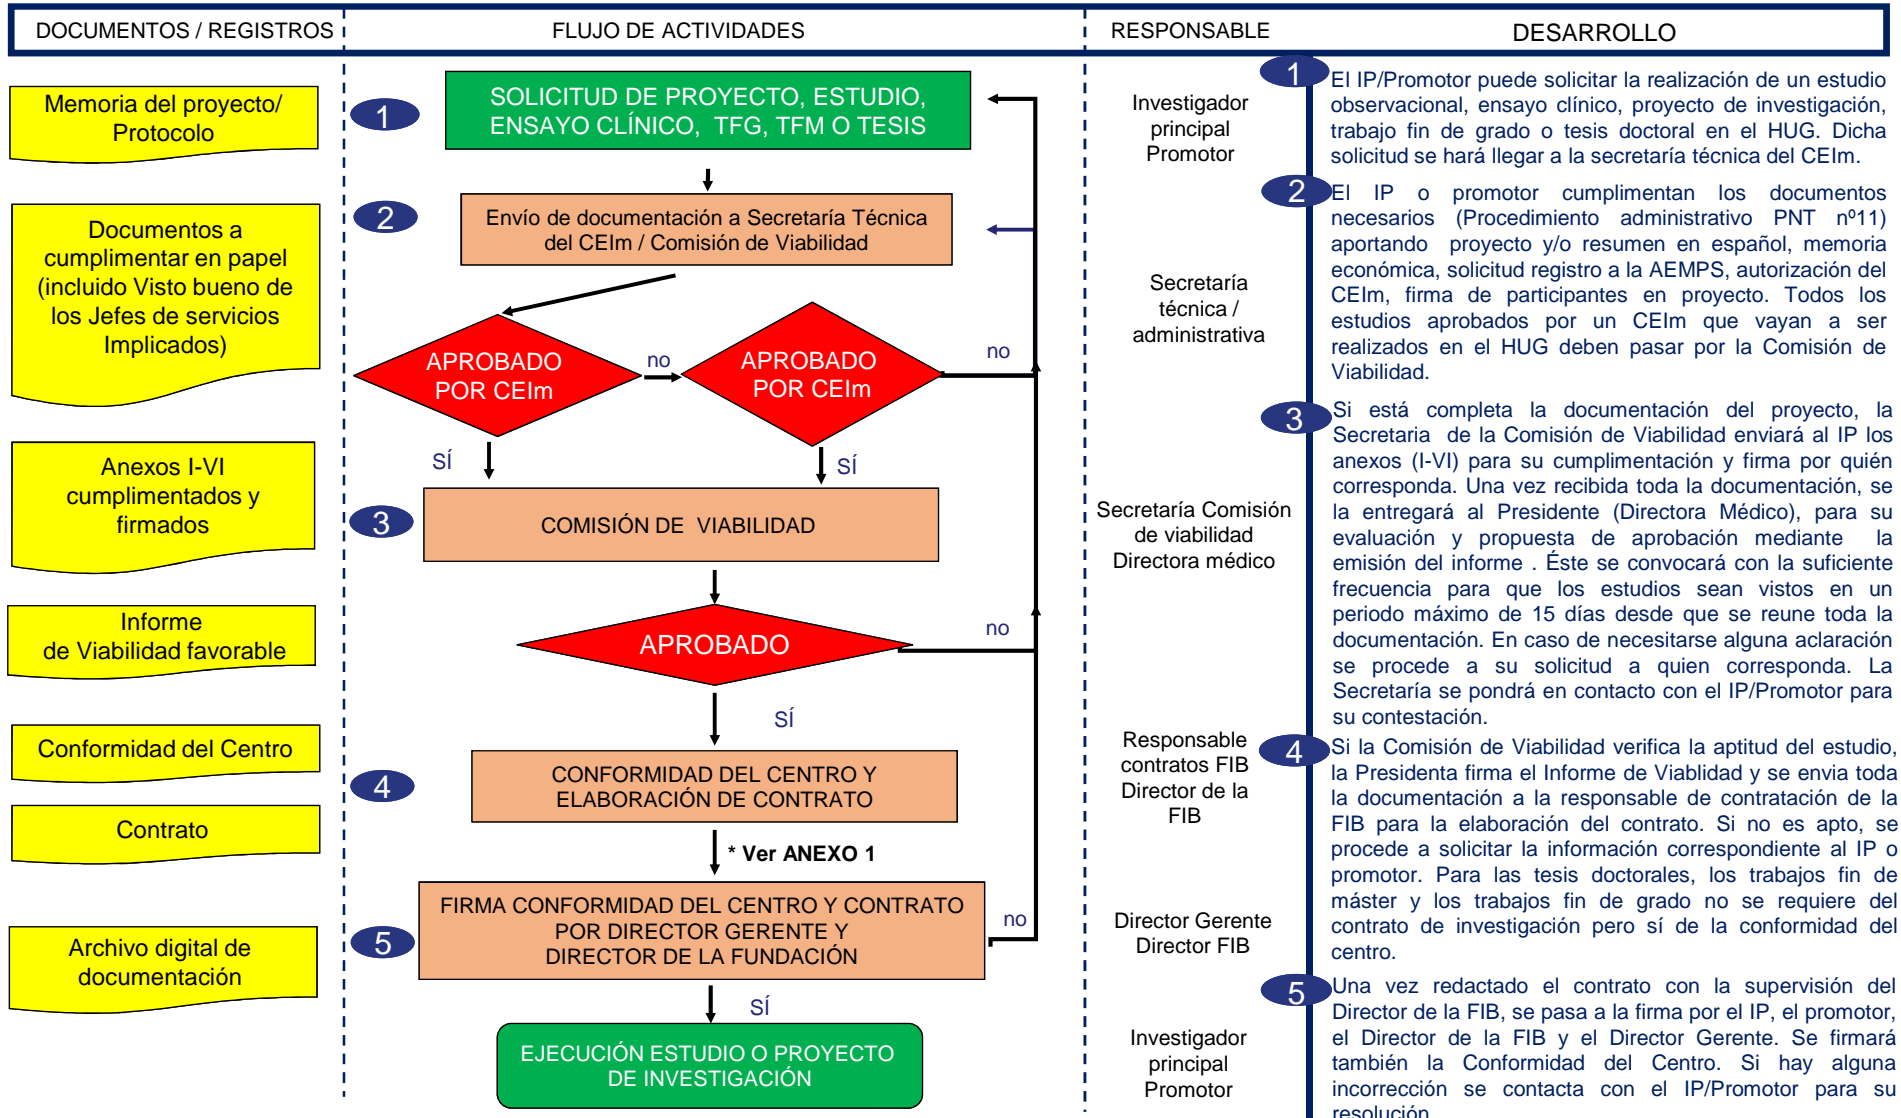 DOCUMENTOS / REGISTROS
FLUJO DE ACTIVIDADES
RESPONSABLE
DESARROLLO
Memoria del proyecto/
Protocolo
Documentos a
cumplimentar en papel
(incluido Visto bueno de
los Jefes de servicios
Implicados)
Anexos I-VI
cumplimentados y
firmados
Informe
de Viabilidad favorable
Conformidad del Centro
Contrato
Archivo digital de
documentación
1
SOLICITUD DE PROYECTO, ESTUDIO,
ENSAYO CLÍNICO, TFG, TFM O TESIS
2
Envío de documentación a Secretaría Técnica
del CEIm / Comisión de Viabilidad
APROBADO
POR CEIm
no
APROBADO
POR CEIm
no
SÍ
SÍ
3
COMISIÓN DE VIABILIDAD
APROBADO
no
SÍ
4
CONFORMIDAD DEL CENTRO Y
ELABORACIÓN DE CONTRATO
* Ver ANEXO 1
5
FIRMA CONFORMIDAD DEL CENTRO Y CONTRATO
POR DIRECTOR GERENTE Y
DIRECTOR DE LA FUNDACIÓN
no
SÍ
EJECUCIÓN ESTUDIO O PROYECTO
DE INVESTIGACIÓN
Investigador
principal
Promotor
Secretaría
técnica /
administrativa
Secretaría Comisión
de viabilidad
Directora médico
Responsable
contratos FIB
Director de la
FIB
Director Gerente
Director FIB
Investigador
principal
Promotor
1
El IP/Promotor puede solicitar la realización de un estudio
observacional, ensayo clínico, proyecto de investigación,
trabajo fin de grado o tesis doctoral en el HUG. Dicha
solicitud se hará llegar a la secretaría técnica del CEIm.
2
El IP o promotor cumplimentan los documentos
necesarios (Procedimiento administrativo PNT nº11)
aportando proyecto y/o resumen en español, memoria
económica, solicitud registro a la AEMPS, autorización del
CEIm, firma de participantes en proyecto. Todos los
estudios aprobados por un CEIm que vayan a ser
realizados en el HUG deben pasar por la Comisión de
Viabilidad.
3
Si está completa la documentación del proyecto, la
Secretaria de la Comisión de Viabilidad enviará al IP los
anexos (I-VI) para su cumplimentación y firma por quién
corresponda. Una vez recibida toda la documentación, se
la entregará al Presidente (Directora Médico), para su
evaluación y propuesta de aprobación mediante la
emisión del informe . Éste se convocará con la suficiente
frecuencia para que los estudios sean vistos en un
periodo máximo de 15 días desde que se reune toda la
documentación. En caso de necesitarse alguna aclaración
se procede a su solicitud a quien corresponda. La
Secretaría se pondrá en contacto con el IP/Promotor para
su contestación.
4
Si la Comisión de Viabilidad verifica la aptitud del estudio,
la Presidenta firma el Informe de Viablidad y se envia toda
la documentación a la responsable de contratación de la
FIB para la elaboración del contrato. Si no es apto, se
procede a solicitar la información correspondiente al IP o
promotor. Para las tesis doctorales, los trabajos fin de
máster y los trabajos fin de grado no se requiere del
contrato de investigación pero sí de la conformidad del
centro.
5
Una vez redactado el contrato con la supervisión del
Director de la FIB, se pasa a la firma por el IP, el promotor,
el Director de la FIB y el Director Gerente. Se firmará
también la Conformidad del Centro. Si hay alguna
incorrección se contacta con el IP/Promotor para su
resolución